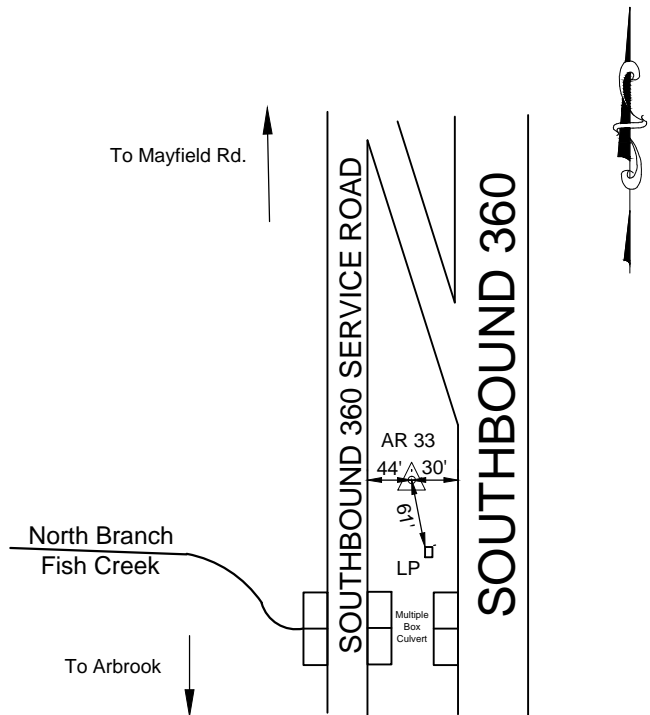 To Mayfield Rd.
SOUTHBOUND 360 SERVICE ROAD
SOUTHBOUND 360
AR 33
44' 30'
61'
LP
North Branch
Fish Creek
Multiple
Box
Culvert
To Arbrook